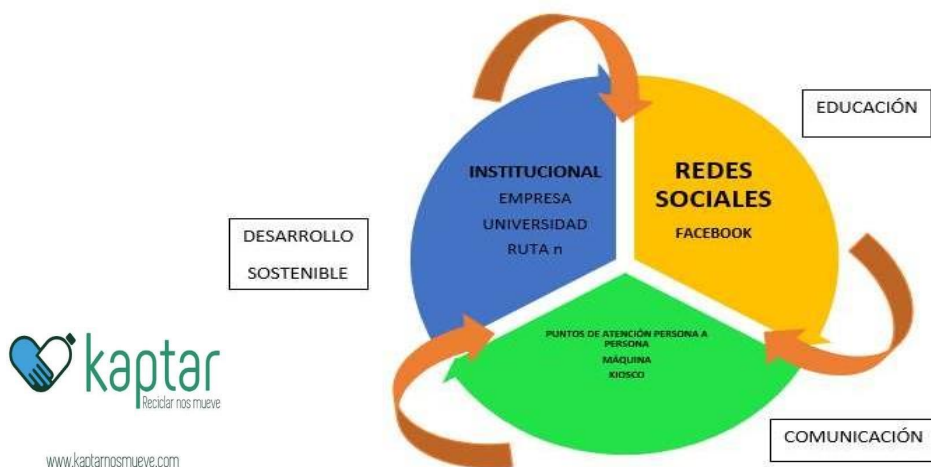 EDUCACIÓN
INSTITUCIONAL
EMPRESA
UNIVERSIDAD
RUTA n
REDES
SOCIALES
FACEBOOK
DESARROLLO
SOSTENIBLE
PUNTOS DE ATENCIÓN PERSONA A
PERSONA
MÁQUINA
KIOSCO
kaptar
Reciclar nos mueve
COMUNICACIÓN
www.kaptarnosmueve.com